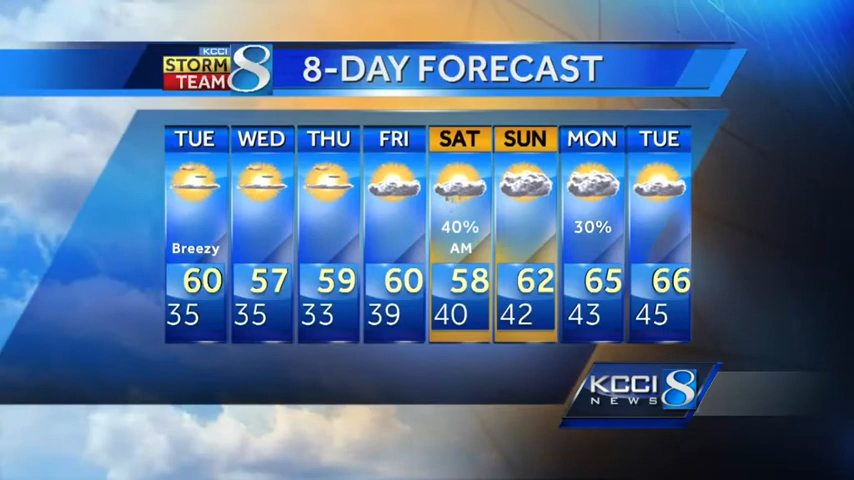 KCCI
STORM
TEAM
8
8-DAY FORECAST
TUE WED THU FRI SAT SUN MON TUE
40% 30%
Breezy AM
60 57 59 60 58 62 65 66
35 35 33 39 40 42 43 45
KCCI 8
NEWS